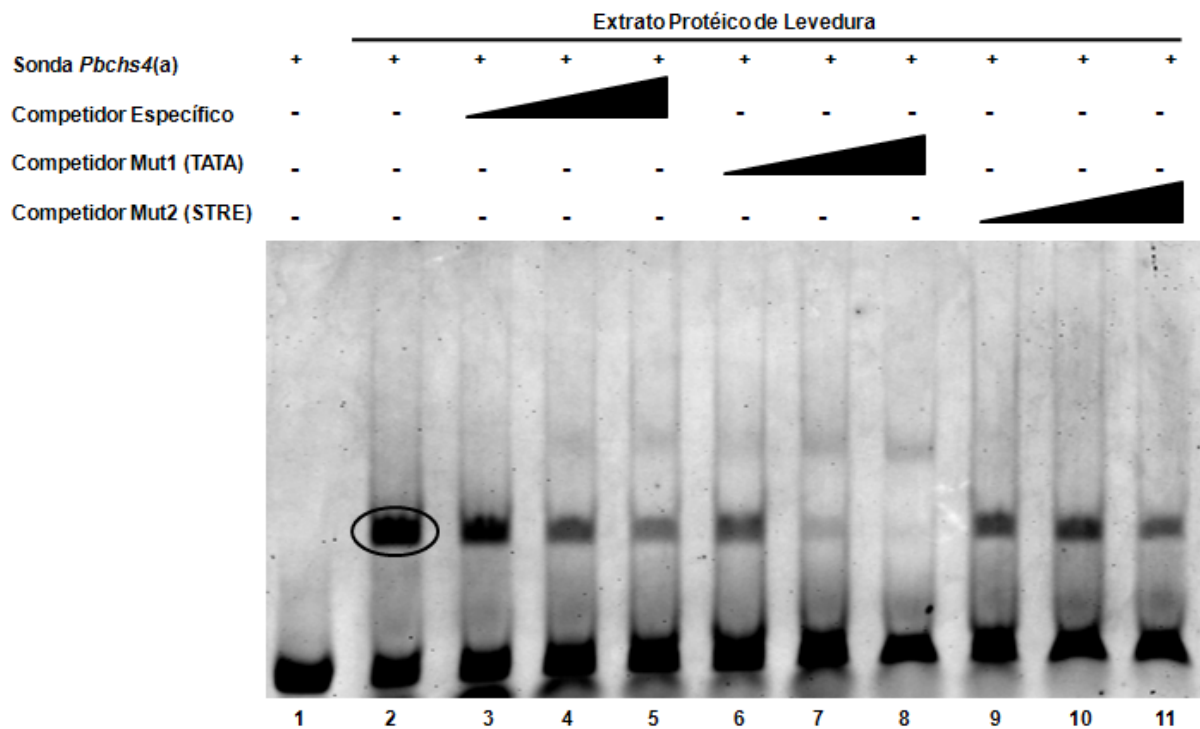 Extrato Protéico de Levedura
Sonda Pbchs4(a) + + + + + + + + + + +
Competidor Específico - - - - - - - -
Competidor Mut1 (TATA) - - - - - - - -
Competidor Mut2 (STRE) - - - - - - - -
1 2 3 4 5 6 7 8 9 10 11